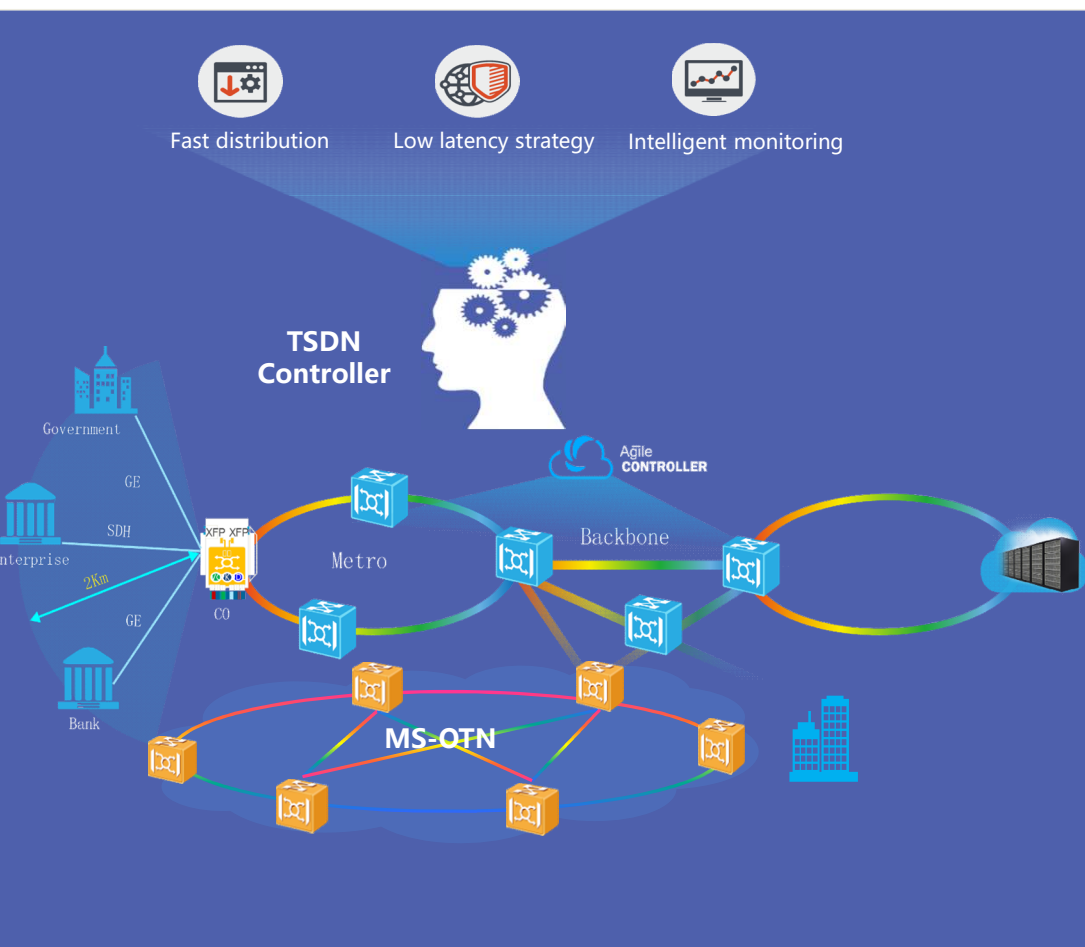 Fast distribution
Low latency strategy
Intelligent monitoring
TSDN
Controller
Government
Agile
CONTROLLER
GE
SDH
XFP XFP
Backbone
nterprise
Metro
2Km
CO
GE
Bank
MS-OTN